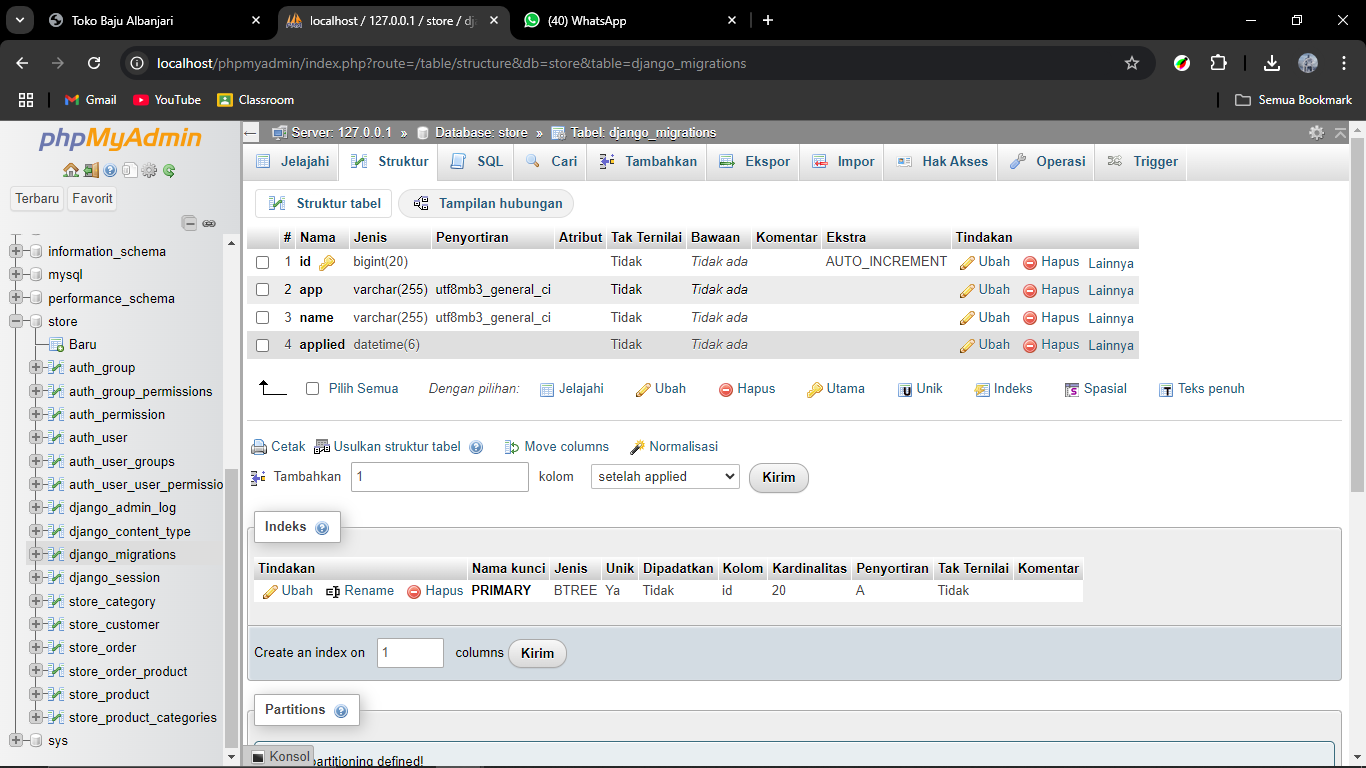 Toko Baju Albanjari
localhost / 127.0.0.1 / store / dj
(40) WhatsApp
localhost/phpmyadmin/index.php?route=/table/structure&db=store&table=django_migrations
Gmail YouTube Classroom Semua Bookmark
phpMyAdmin
Terbaru Favorit
information_schema
mysql
performance_schema
store
Baru
auth_group
auth_group_permissions
auth_permission
auth_user
auth_user_groups
auth_user_user_permissio
django_admin_log
django_content_type
django_migrations
django_session
store_category
store_customer
store_order
store_order_product
store_product
store_product_categories
sys
Server: 127.0.0.1 » Database: store » Tabel: django_migrations
Jelajahi Struktur SQL Cari Tambahkan Ekspor Impor Hak Akses Operasi Trigger
Struktur tabel Tampilan hubungan
# Nama Jenis Penyortiran Atribut Tak Ternilai Bawaan Komentar Ekstra Tindakan
1 id bigint(20) Tidak Tidak ada AUTO_INCREMENT Ubah Hapus Lainnya
2 app varchar(255) utf8mb3_general_ci Tidak Tidak ada Ubah Hapus Lainnya
3 name varchar(255) utf8mb3_general_ci Tidak Tidak ada Ubah Hapus Lainnya
4 applied datetime(6) Tidak Tidak ada Ubah Hapus Lainnya
Pilih Semua Dengan pilihan: Jelajahi Ubah Hapus Utama Unik Indeks Spasial Teks penuh
Cetak Usulkan struktur tabel Move columns Normalisasi
Tambahkan 1 kolom setelah applied Kirim
Indeks
Tindakan Nama kunci Jenis Unik Dipadatkan Kolom Kardinalitas Penyortiran Tak Ternilai Komentar
Ubah Rename Hapus PRIMARY BTREE Ya Tidak id 20 A Tidak
Create an index on 1 columns Kirim
Partitions
partitioning defined!
Konsol